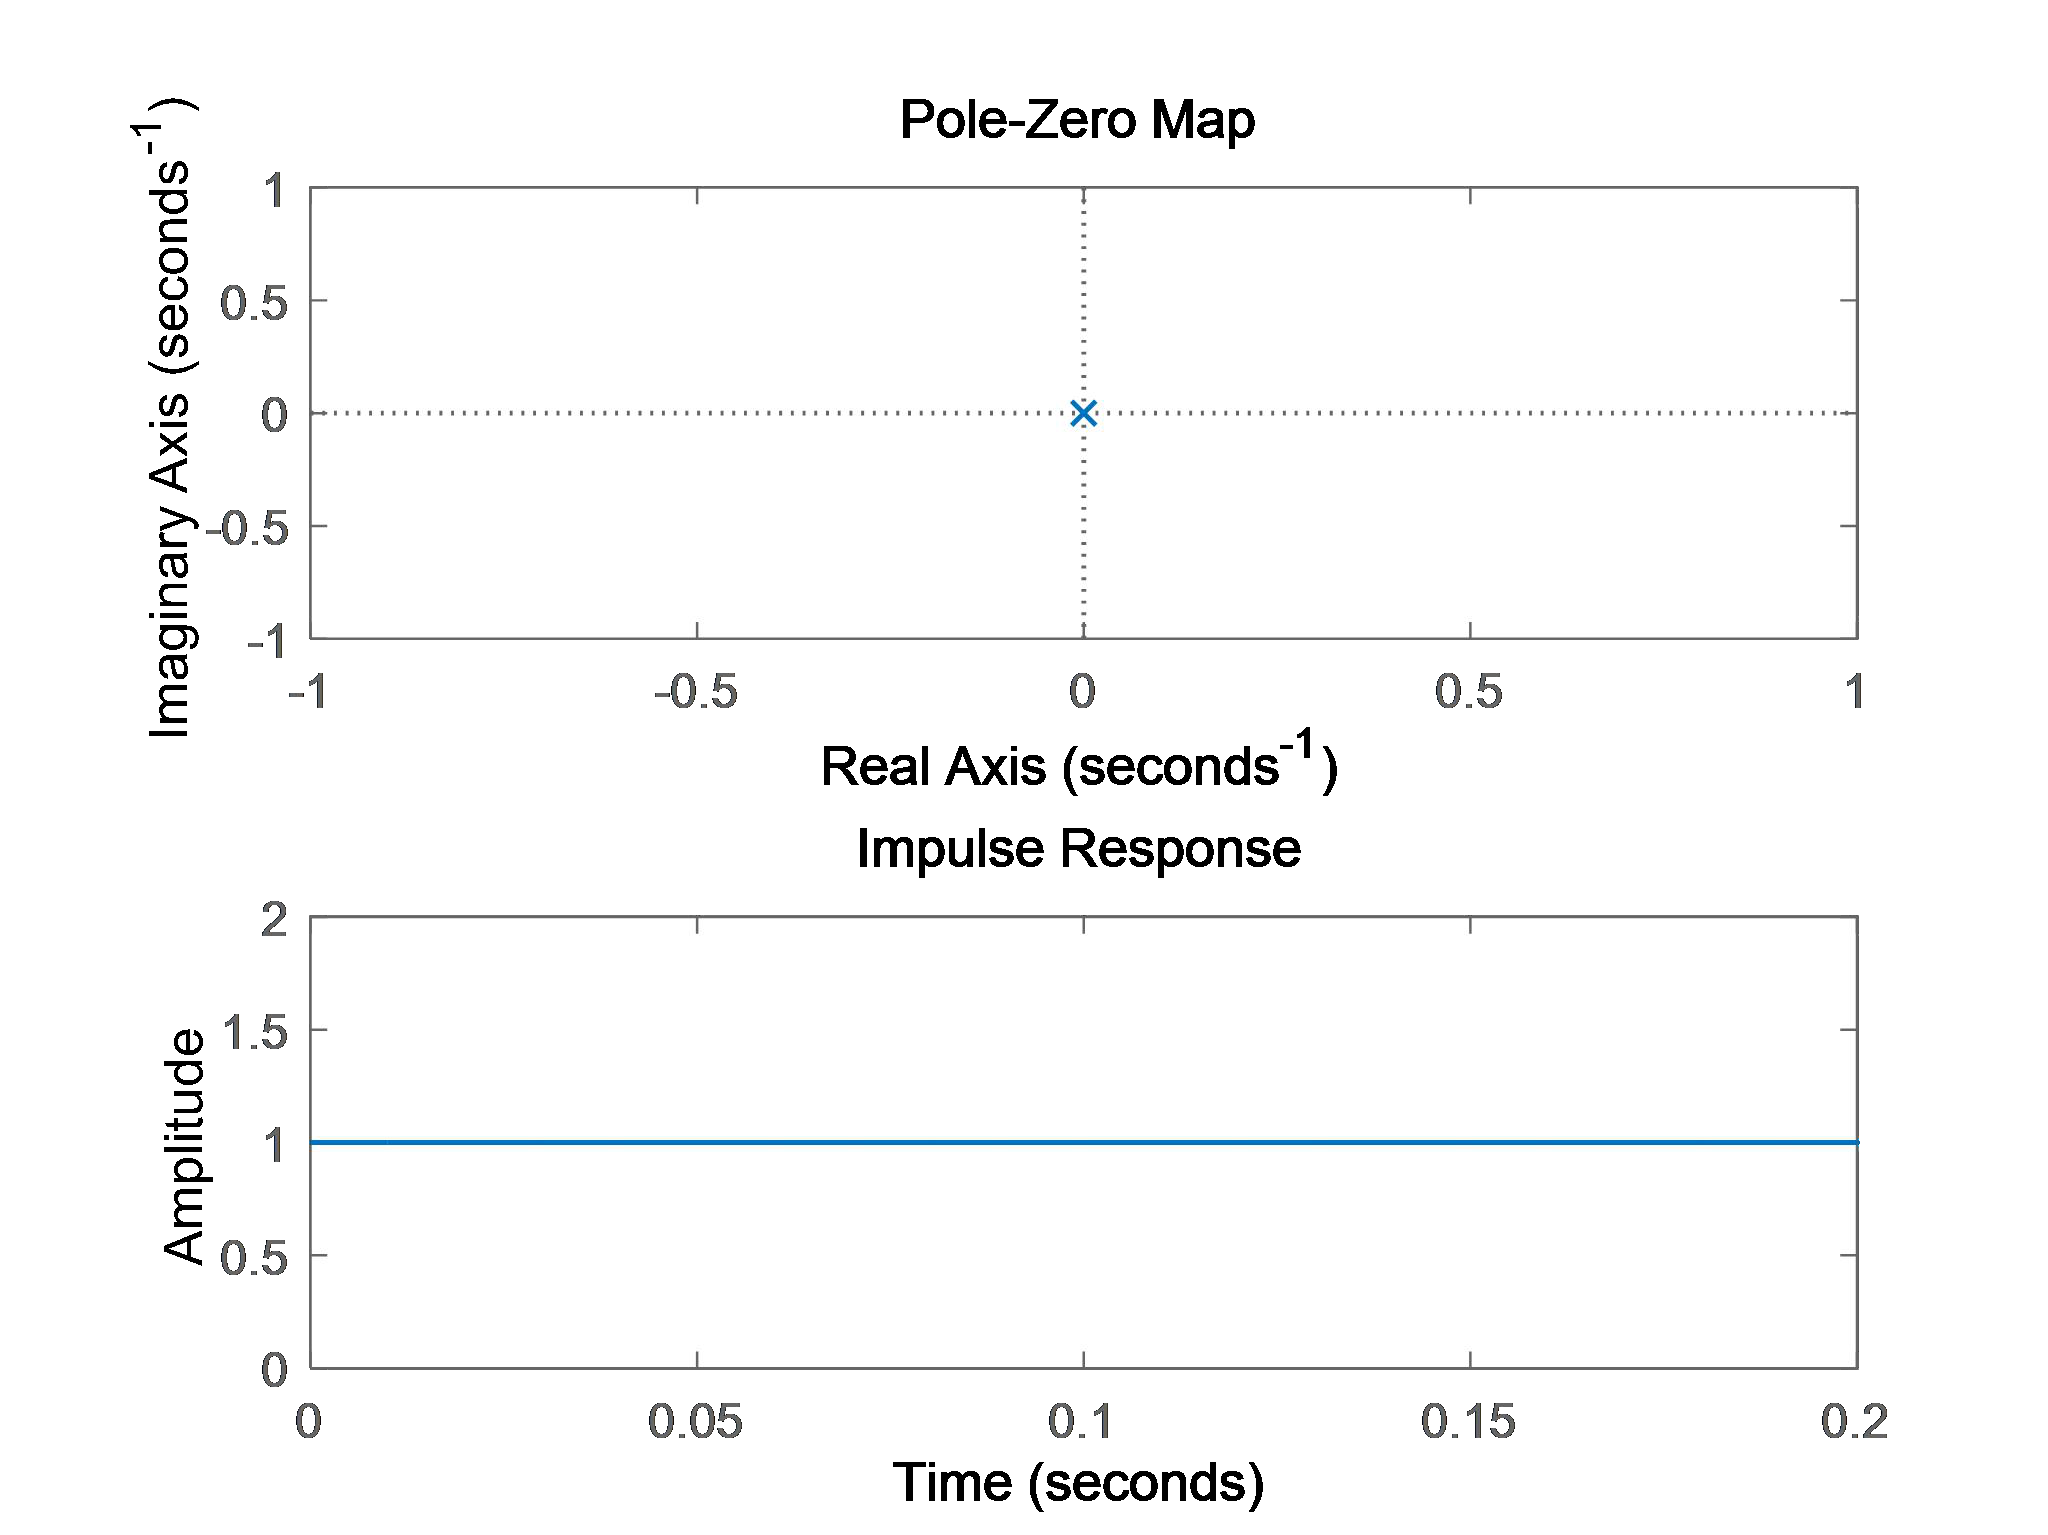 Pole-Zero Map
Imaginary Axis (seconds⁻¹)
1
0.5
0
-0.5
-1
-1 -0.5 0 0.5 1
Real Axis (seconds⁻¹)
Impulse Response
Amplitude
2
1.5
1
0.5
0
0 0.05 0.1 0.15 0.2
Time (seconds)